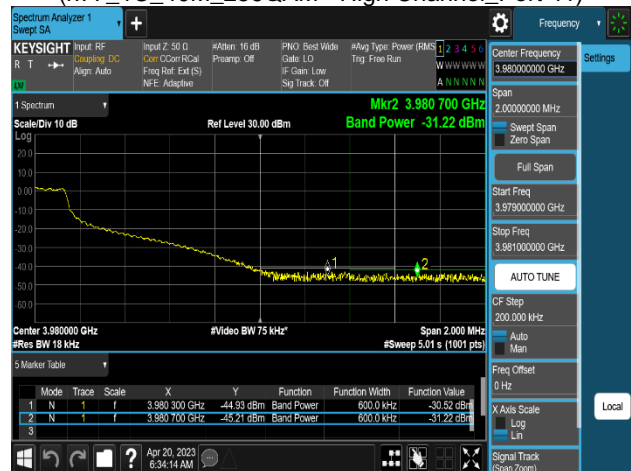 Spectrum Analyzer 1
Swept SA
Frequency
KEYSIGHT
R T
Input: RF
Coupling: DC
Align: Auto
Input Z: 50 Ω
Corr CCorr RCal
Freq Ref: Ext (S)
NFE: Adaptive
#Atten: 16 dB
Preamp: Off
PNO: Best Wide
Gate: LO
IF Gain: Low
Sig Track: Off
#Avg Type: Power (RMS
Trig: Free Run
1 2 3 4 5 6
W W W W W W
A N N N N N
LXI
1 Spectrum
Scale/Div 10 dB
Ref Level 30.00 dBm
Mkr2 3.980 700 GHz
Band Power -31.22 dBm
Log
20.0
10.0
0.00
-10.0
-20.0
-30.0
-40.0
-50.0
-60.0
1
2
Center 3.980000 GHz
#Video BW 75 kHz*
Span 2.000 MHz
#Res BW 18 kHz
#Sweep 5.01 s (1001 pts)
5 Marker Table
Mode Trace Scale X Y Function Function Width Function Value
1 N 1 f 3.980 300 GHz -44.93 dBm Band Power 600.0 kHz -30.52 dBm
2 N 1 f 3.980 700 GHz -45.21 dBm Band Power 600.0 kHz -31.22 dBm
3
Apr 20, 2023
6:34:14 AM
Center Frequency
3.980000000 GHz
Span
2.00000000 MHz
Swept Span
Zero Span
Full Span
Start Freq
3.979000000 GHz
Stop Freq
3.981000000 GHz
AUTO TUNE
CF Step
200.000 kHz
Auto
Man
Freq Offset
0 Hz
X Axis Scale
Log
Lin
Signal Track
(Span Zoom)
Settings
Local